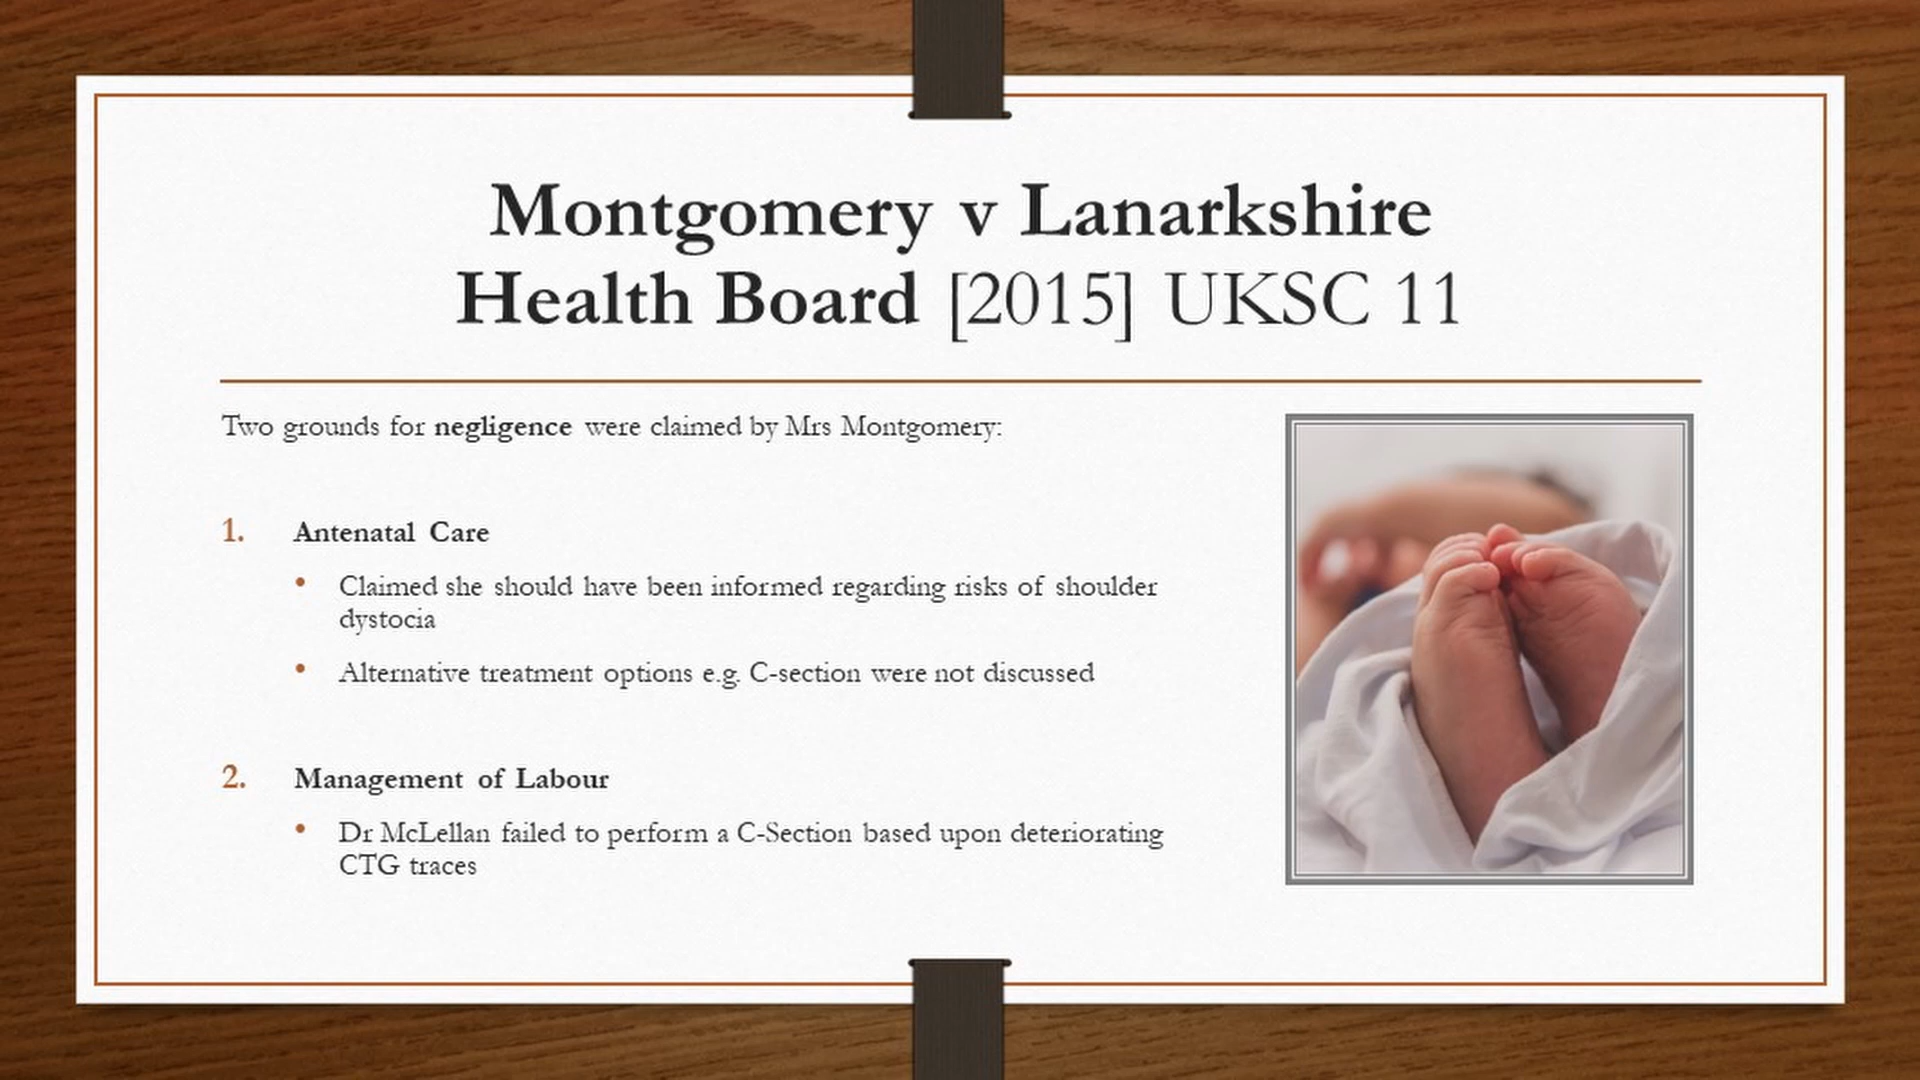 Montgomery v Lanarkshire
Health Board [2015] UKSC 11
Two grounds for negligence were claimed by Mrs Montgomery:
1. Antenatal Care
• Claimed she should have been informed regarding risks of shoulder
dystocia
• Alternative treatment options e.g. C-section were not discussed
2. Management of Labour
• Dr McLellan failed to perform a C-Section based upon deteriorating
CTG traces